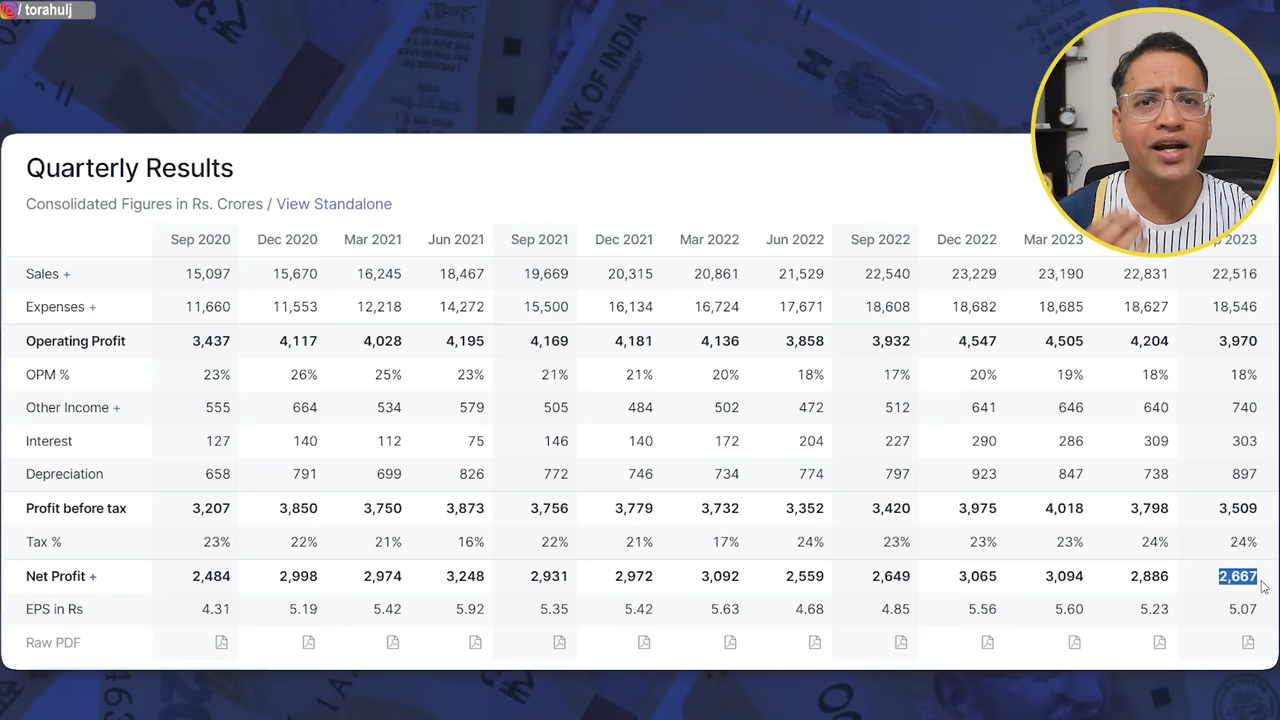 / torahulj
NK OF INDIA
Quarterly Results
Consolidated Figures in Rs. Crores / View Standalone
Sep 2020 Dec 2020 Mar 2021 Jun 2021 Sep 2021 Dec 2021 Mar 2022 Jun 2022 Sep 2022 Dec 2022 Mar 2023 2023
Sales + 15,097 15,670 16,245 18,467 19,669 20,315 20,861 21,529 22,540 23,229 23,190 22,831 22,516
Expenses + 11,660 11,553 12,218 14,272 15,500 16,134 16,724 17,671 18,608 18,682 18,685 18,627 18,546
Operating Profit 3,437 4,117 4,028 4,195 4,169 4,181 4,136 3,858 3,932 4,547 4,505 4,204 3,970
OPM % 23% 26% 25% 23% 21% 21% 20% 18% 17% 20% 19% 18% 18%
Other Income + 555 664 534 579 505 484 502 472 512 641 646 640 740
Interest 127 140 112 75 146 140 172 204 227 290 286 309 303
Depreciation 658 791 699 826 772 746 734 774 797 923 847 738 897
Profit before tax 3,207 3,850 3,750 3,873 3,756 3,779 3,732 3,352 3,420 3,975 4,018 3,798 3,509
Tax % 23% 22% 21% 16% 22% 21% 17% 24% 23% 23% 23% 24% 24%
Net Profit + 2,484 2,998 2,974 3,248 2,931 2,972 3,092 2,559 2,649 3,065 3,094 2,886 2,667
EPS in Rs 4.31 5.19 5.42 5.92 5.35 5.42 5.63 4.68 4.85 5.56 5.60 5.23 5.07
Raw PDF